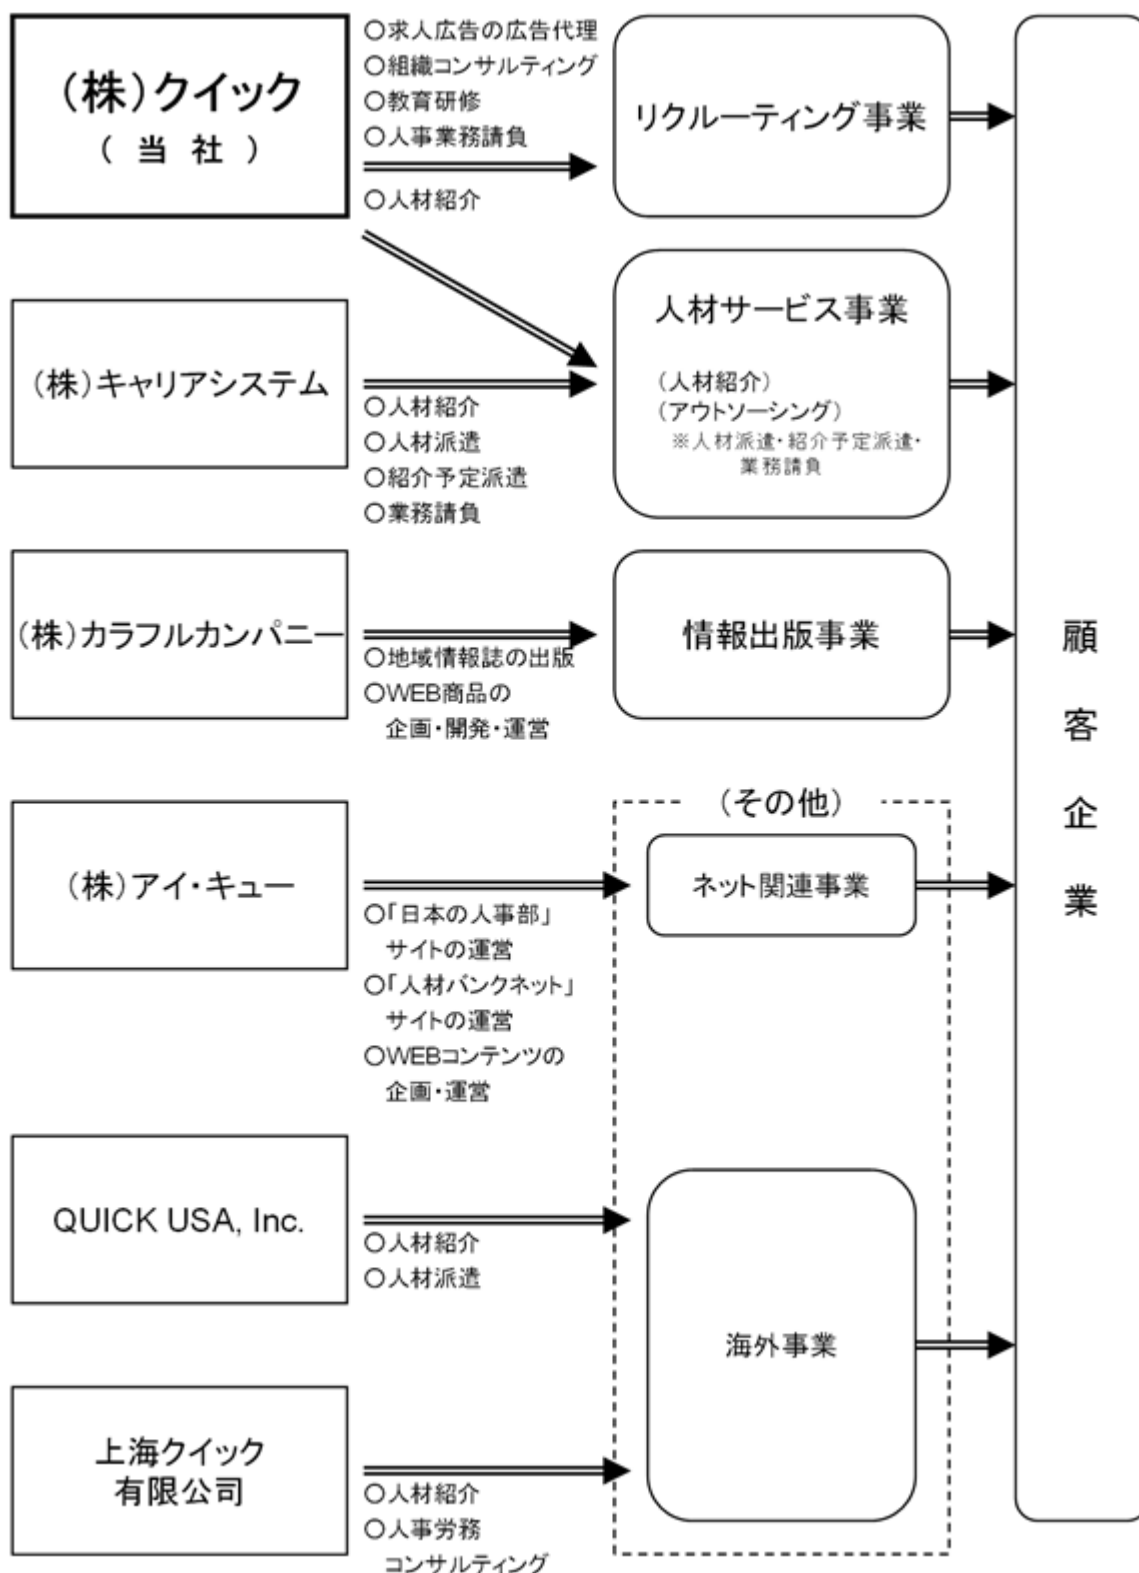 (株)クイック
( 当 社 )
○求人広告の広告代理
○組織コンサルティング
○教育研修
○人事業務請負
○人材紹介
リクルーティング事業
(株)キャリアシステム
○人材紹介
○人材派遣
○紹介予定派遣
○業務請負
人材サービス事業
(人材紹介)
(アウトソーシング)
※人材派遣・紹介予定派遣・
業務請負
(株)カラフルカンパニー
○地域情報誌の出版
○WEB商品の
企画・開発・運営
情報出版事業
(株)アイ・キュー
○「日本の人事部」
サイトの運営
○「人材バンクネット」
サイトの運営
○WEBコンテンツの
企画・運営
(その他)
ネット関連事業
QUICK USA, Inc.
○人材紹介
○人材派遣
海外事業
上海クイック
有限公司
○人材紹介
○人事労務
コンサルティング
顧客企業